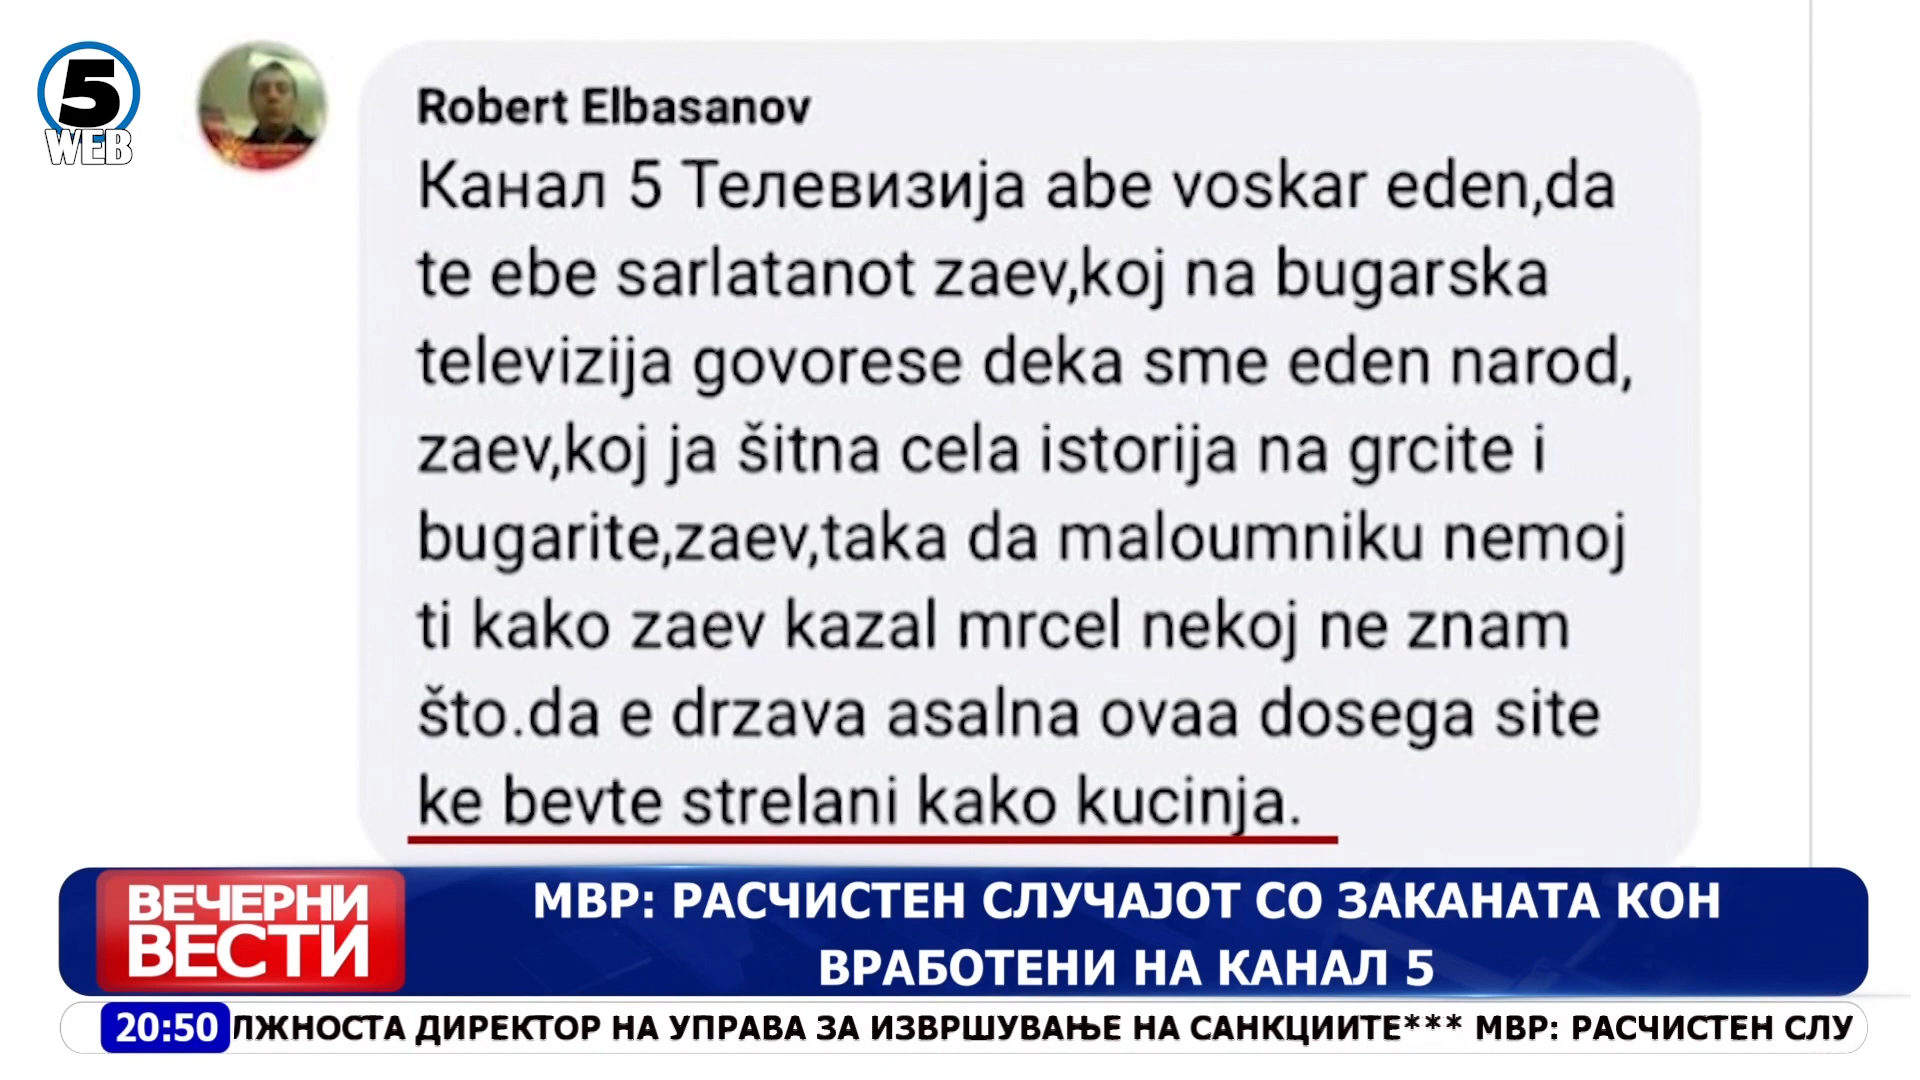 5
WEB
Robert Elbasanov
Канал 5 Телевизија abe voskar eden,da
te ebe sarlatanot zaev,koj na bugarska
televizija govorese deka sme eden narod,
zaev,koj ja šitna cela istorija na grcite i
bugarite,zaev,taka da maloumniku nemoj
ti kako zaev kazal mrcel nekoj ne znam
što.da e drzava asalna ovaa dosega site
ke bevte strelani kako kucinja.
ВЕЧЕРНИ
ВЕСТИ
МВР: РАСЧИСТЕН СЛУЧАЈОТ СО ЗАКАНАТА КОН
ВРАБОТЕНИ НА КАНАЛ 5
20:50 ЛЖНОСТА ДИРЕКТОР НА УПРАВА ЗА ИЗВРШУВАЊЕ НА САНКЦИИТЕ*** МВР: РАСЧИСТЕН СЛУ